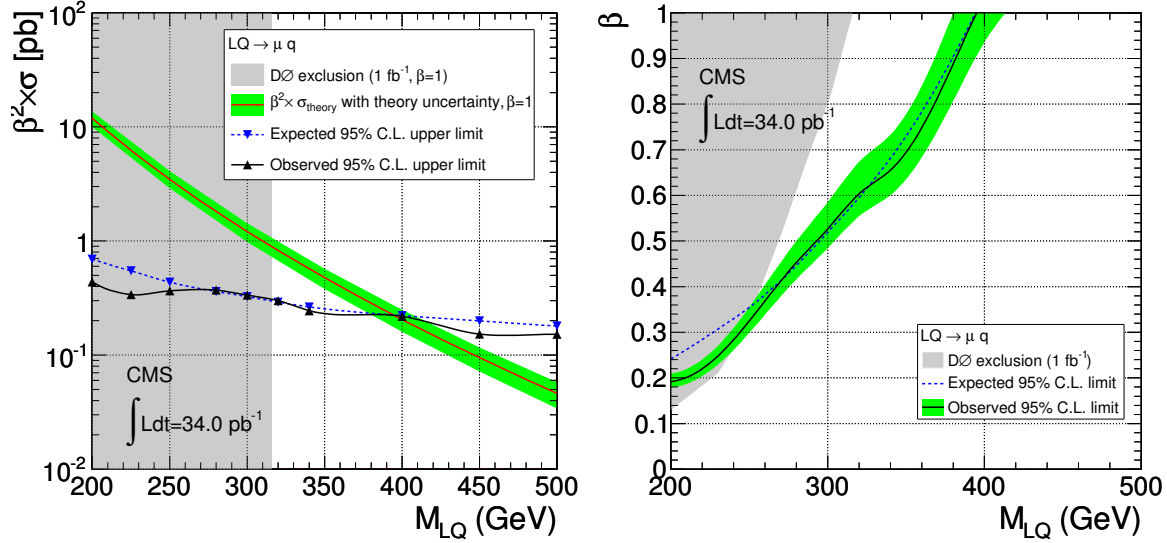 β²×σ [pb]
10²
10
1
10⁻¹
10⁻²
LQ → μ q
DØ exclusion (1 fb⁻¹, β=1)
β²×σ_theory with theory uncertainty, β=1
Expected 95% C.L. upper limit
Observed 95% C.L. upper limit
CMS
∫Ldt=34.0 pb⁻¹
200 250 300 350 400 450 500
M_LQ (GeV)
β
1
0.9
0.8
0.7
0.6
0.5
0.4
0.3
0.2
0.1
0
CMS
∫Ldt=34.0 pb⁻¹
LQ → μ q
DØ exclusion (1 fb⁻¹)
Expected 95% C.L. limit
Observed 95% C.L. limit
200 300 400 500
M_LQ (GeV)